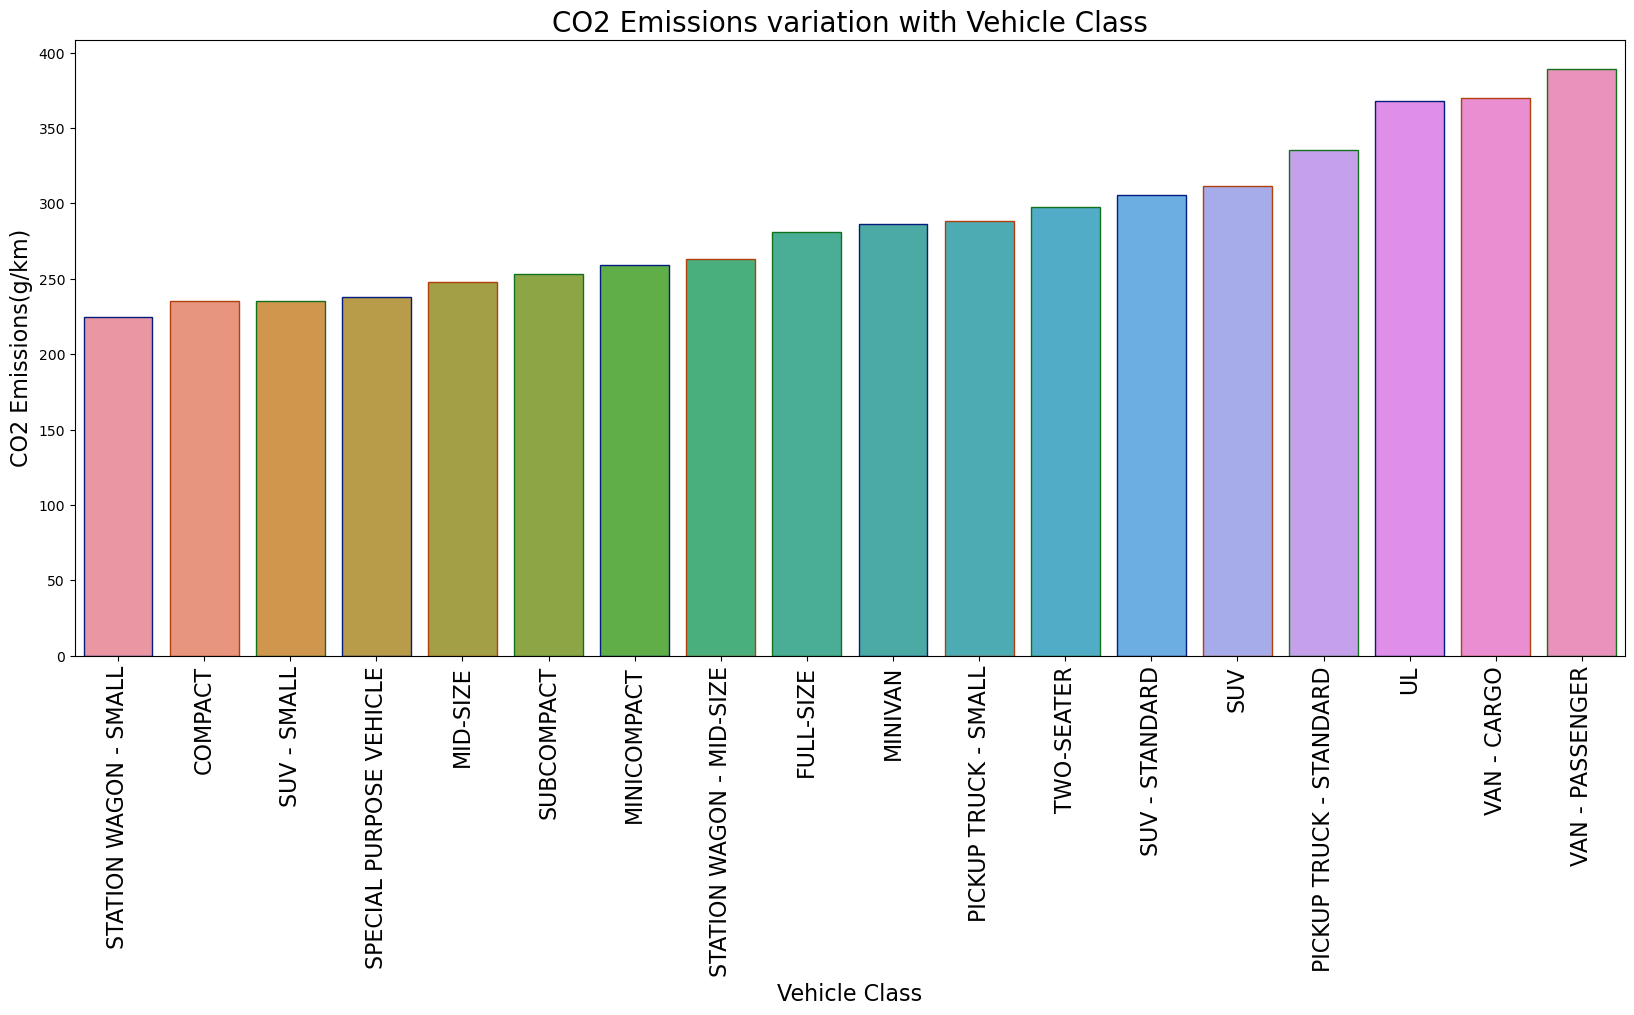 CO2 Emissions variation with Vehicle Class
CO2 Emissions(g/km)
400
350
300
250
200
150
100
50
0
STATION WAGON - SMALL
COMPACT
SUV - SMALL
SPECIAL PURPOSE VEHICLE
MID-SIZE
SUBCOMPACT
MINICOMPACT
STATION WAGON - MID-SIZE
FULL-SIZE
MINIVAN
PICKUP TRUCK - SMALL
TWO-SEATER
SUV - STANDARD
SUV
PICKUP TRUCK - STANDARD
UL
VAN - CARGO
VAN - PASSENGER
Vehicle Class